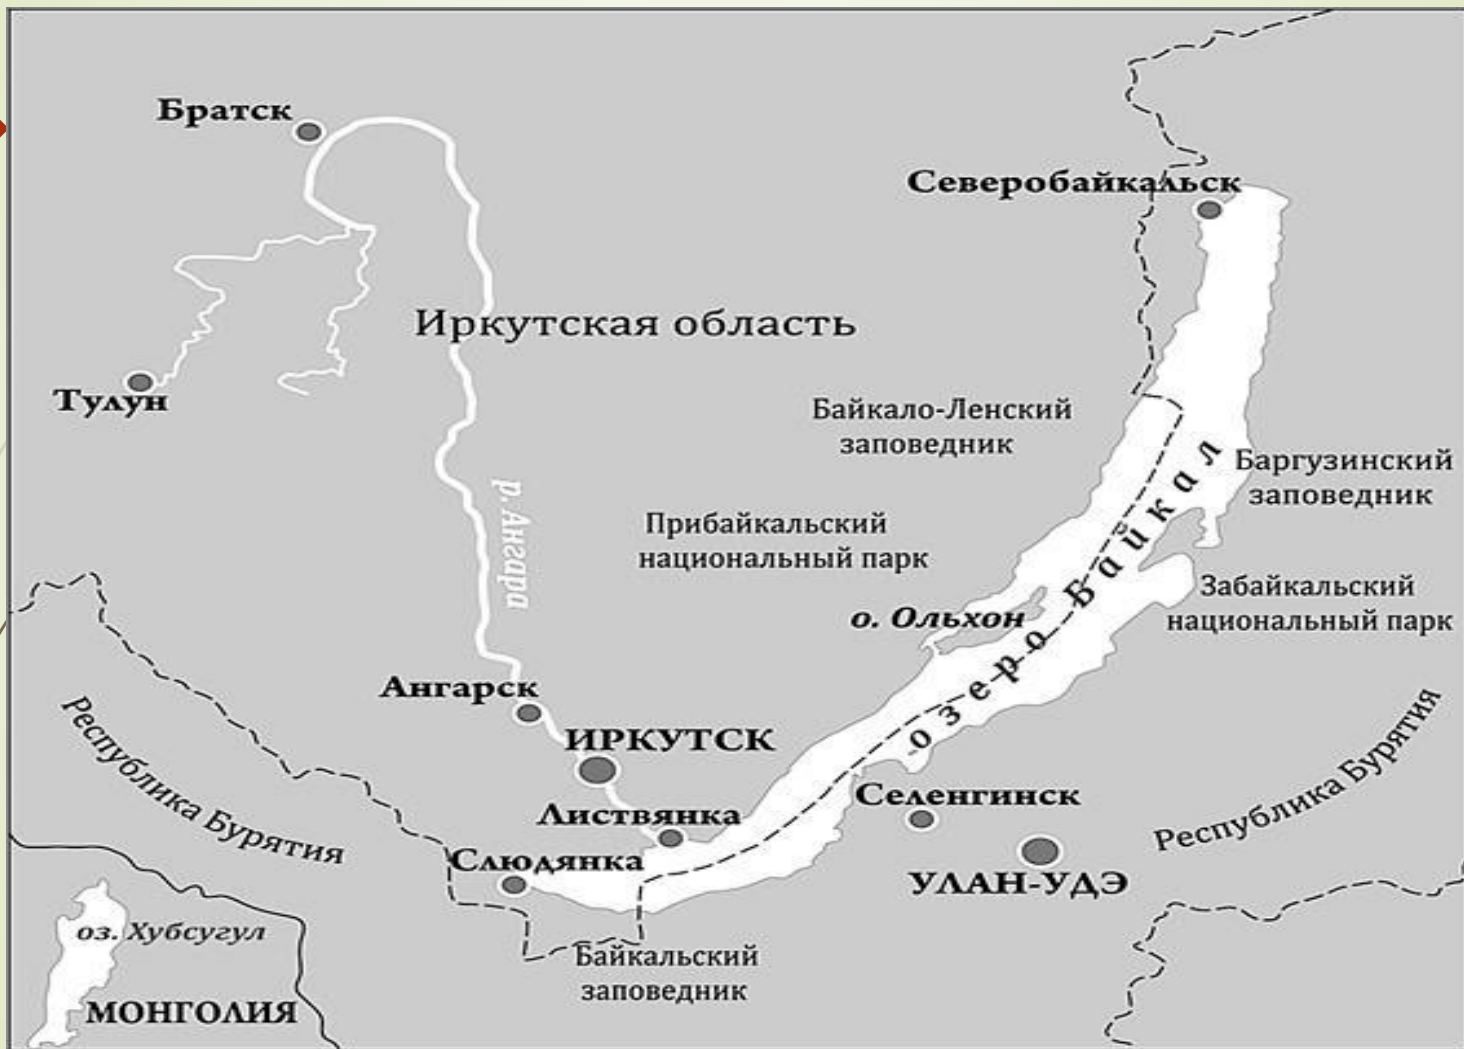 Братск
Северобайкальск
Иркутская область
Тулун
Байкало-Ленский
заповедник
Баргузинский
заповедник
р. Ангара
Прибайкальский
национальный парк
озеро Байкал
Забайкальский
национальный парк
о. Ольхон
Ангарск
ИРКУТСК
Республика Бурятия
Республика Бурятия
Листвянка
Селенгинск
Слюдянка
УЛАН-УДЭ
оз. Хубсугул
Байкальский
заповедник
МОНГОЛИЯ